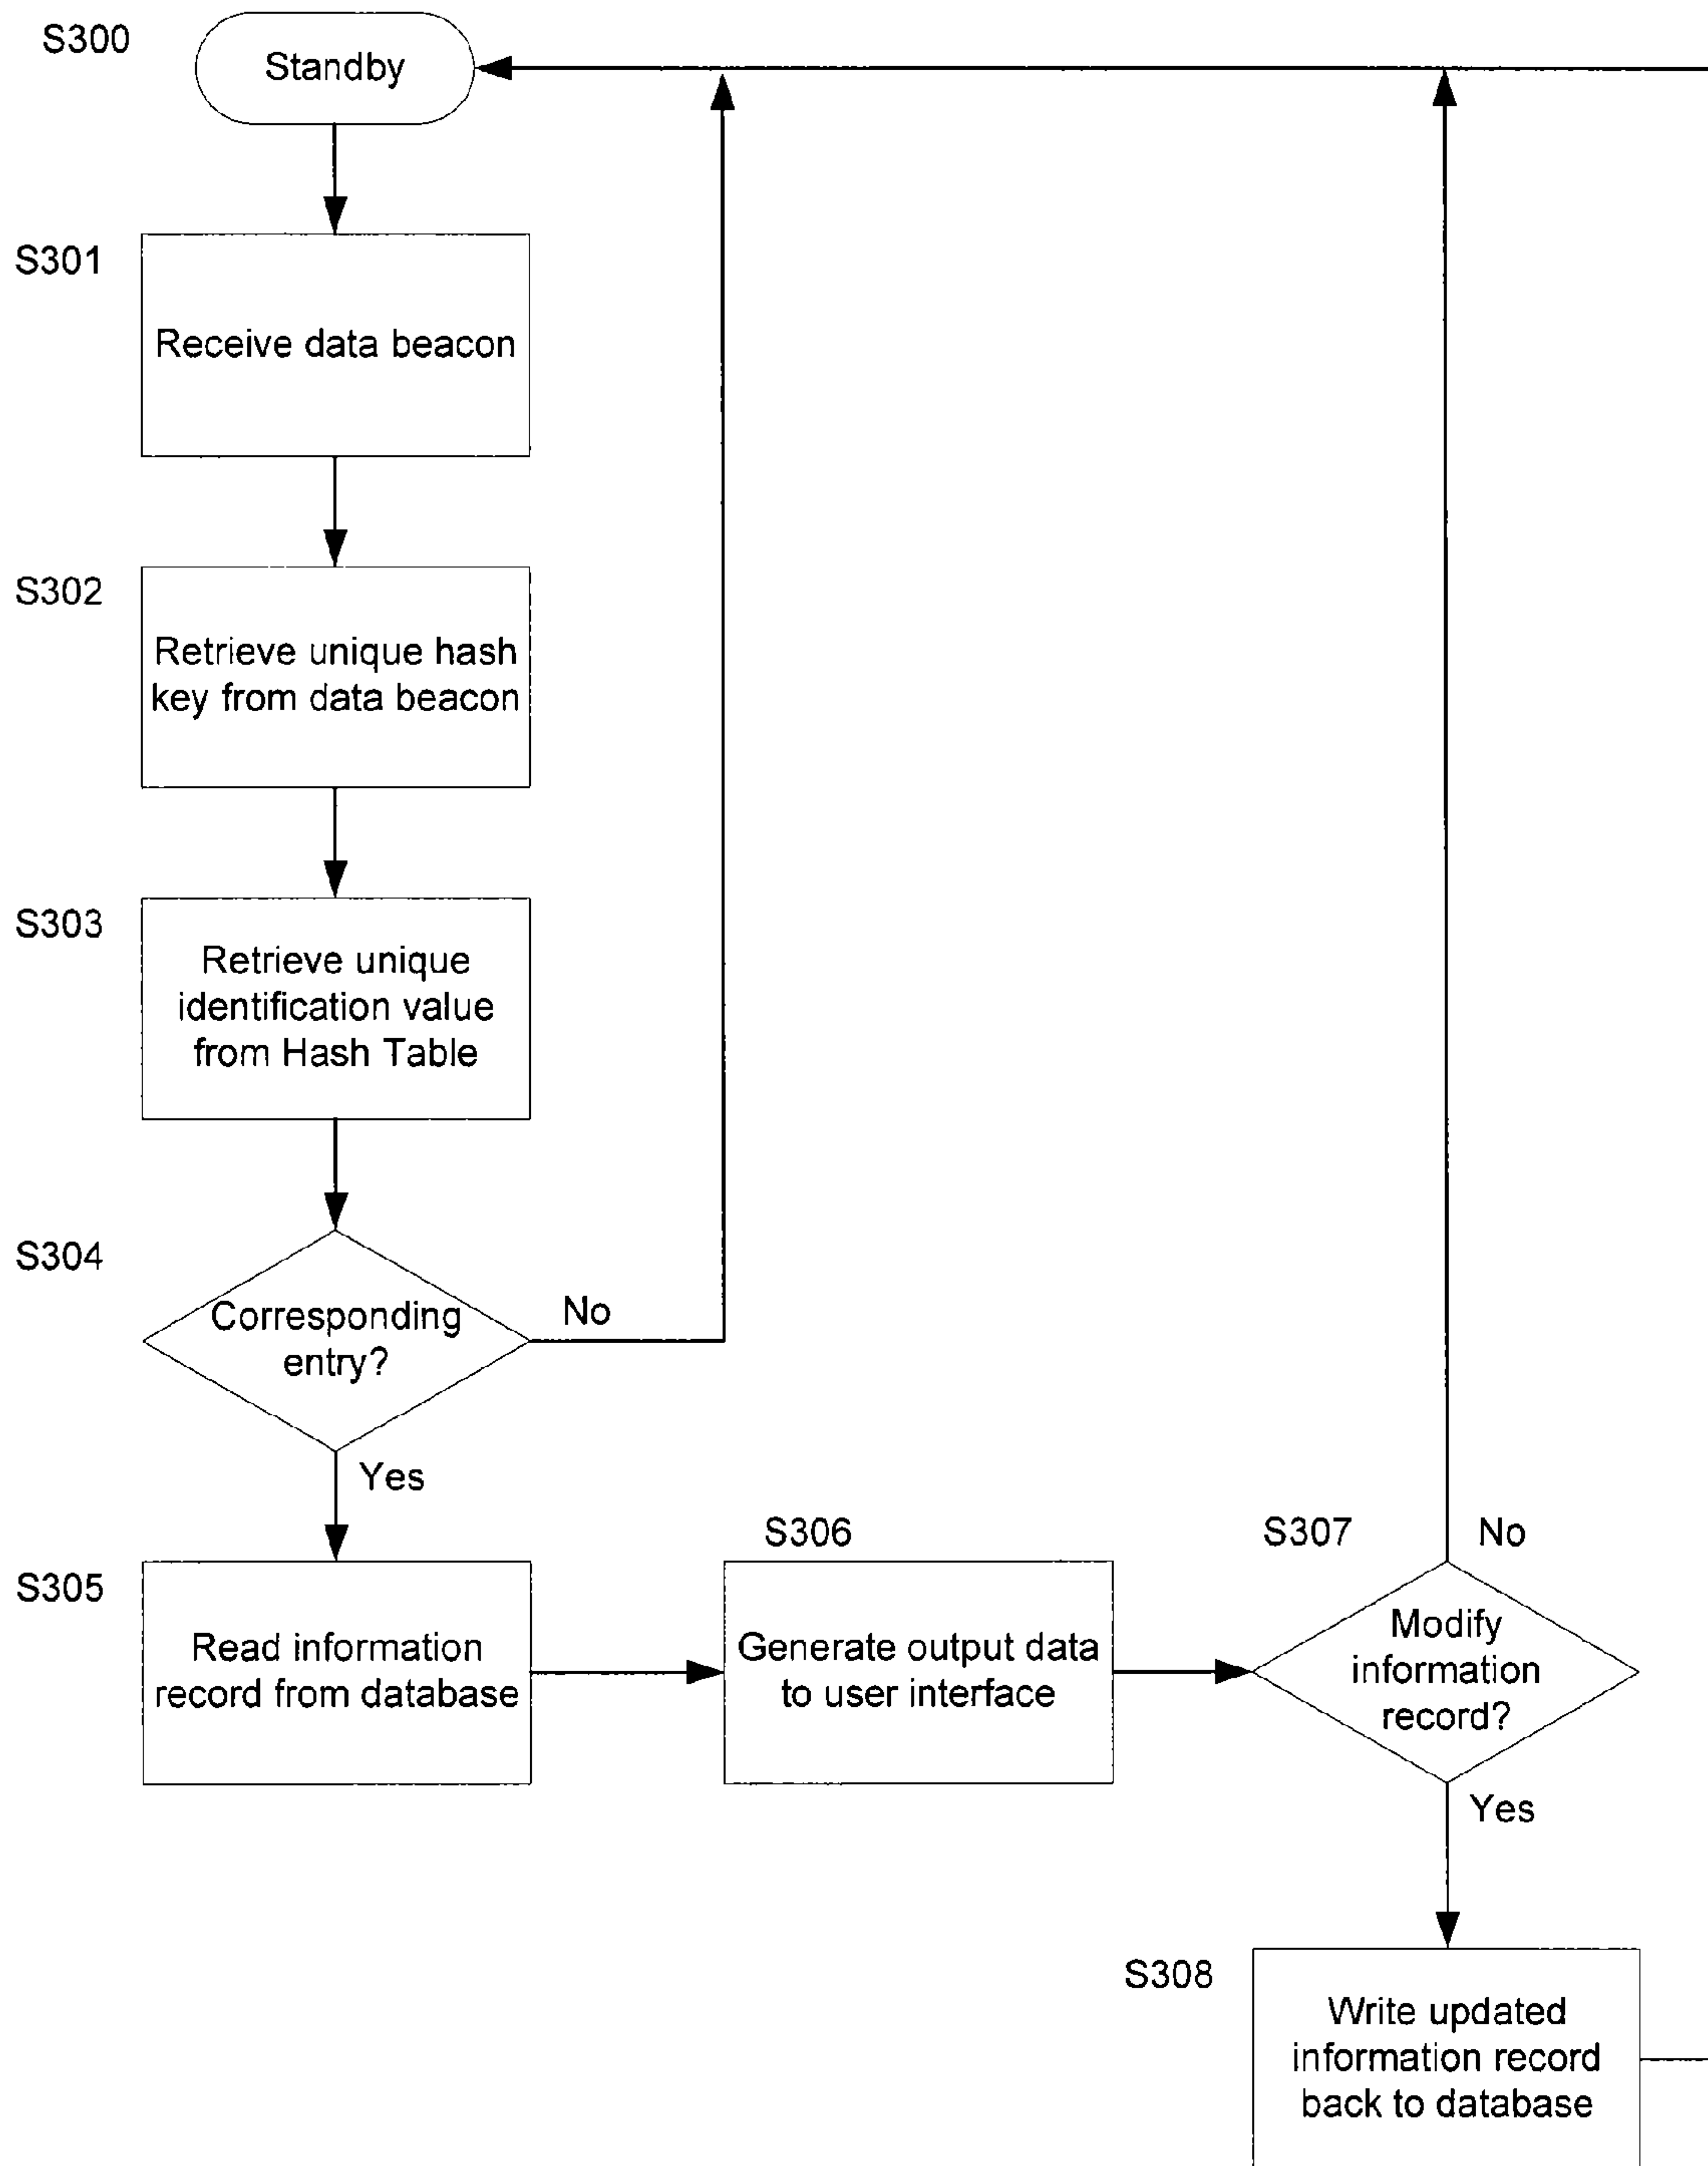 S300
Standby
S301
Receive data beacon
S302
Retrieve unique hash
key from data beacon
S303
Retrieve unique
identification value
from Hash Table
S304
Corresponding
entry?
No
Yes
S305
Read information
record from database
S306
Generate output data
to user interface
S307
No
Modify
information
record?
Yes
S308
Write updated
information record
back to database